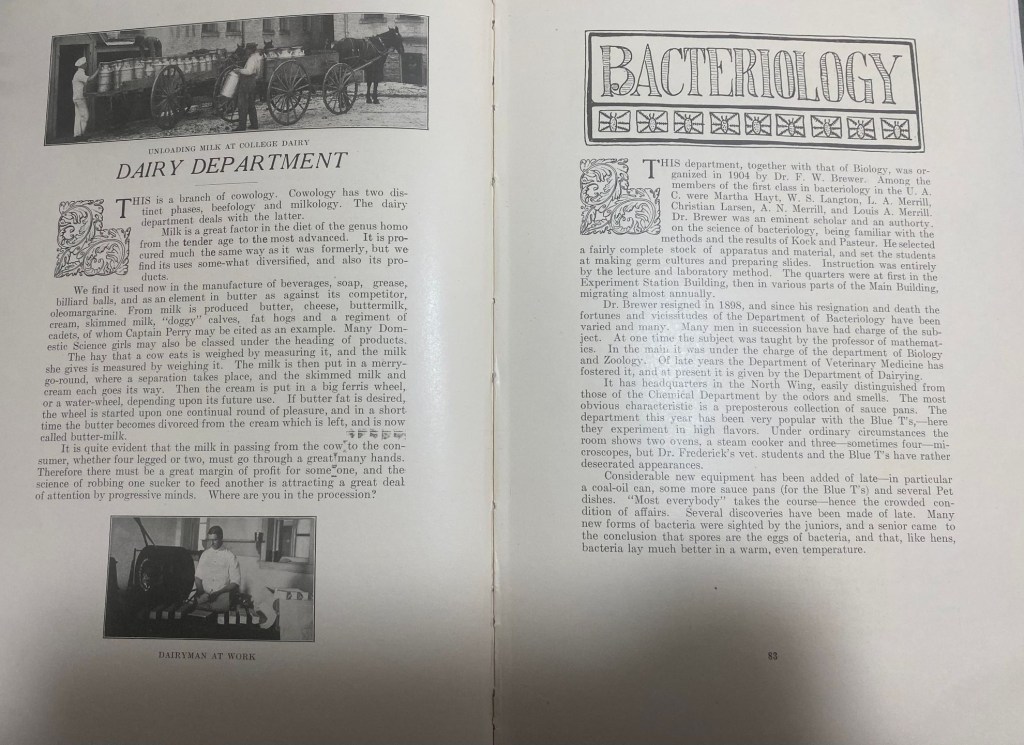 UNLOADING MILK AT COLLEGE DAIRY
DAIRY DEPARTMENT
THIS is a branch of cowology. Cowology has two dis-
tinct phases, beefology and milkology. The dairy
department deals with the latter.
Milk is a great factor in the diet of the genus homo
from the tender age to the most advanced. It is pro-
cured much the same way as it was formerly, but we
find its uses some-what diversified, and also its pro-
ducts.
We find it used now in the manufacture of beverages, soap, grease,
billiard balls, and as an element in butter as against its competitor,
oleomargarine. From milk is produced butter, cheese, buttermilk,
cream, skimmed milk, "doggy" calves, fat hogs and a regiment of
cadets, of whom Captain Perry may be cited as an example. Many Dom-
estic Science girls may also be classed under the heading of products.
The hay that a cow eats is weighed by measuring it, and the milk
she gives is measured by weighing it. The milk is then put in a merry-
go-round, where a separation takes place, and the skimmed milk and
cream each goes its way. Then the cream is put in a big ferris wheel,
or a water-wheel, depending upon its future use. If butter fat is desired,
the wheel is started upon one continual round of pleasure, and in a short
time the butter becomes divorced from the cream which is left, and is now
called butter-milk.
It is quite evident that the milk in passing from the cow to the con-
sumer, whether four legged or two, must go through a great many hands.
Therefore there must be a great margin of profit for some one, and the
science of robbing one sucker to feed another is attracting a great deal
of attention by progressive minds. Where are you in the procession?
DAIRYMAN AT WORK
BACTERIOLOGY
THIS department, together with that of Biology, was or-
ganized in 1904 by Dr. F. W. Brewer. Among the
members of the first class in bacteriology in the U. A.
C. were Martha Hayt, W. S. Langton, L. A. Merrill,
Christian Larsen, A. N. Merrill, and Louis A. Merrill.
Dr. Brewer was an eminent scholar and an authorty,
on the science of bacteriology, being familiar with the
methods and the results of Kock and Pasteur. He selected
a fairly complete stock of apparatus and material, and set the students
at making germ cultures and preparing slides. Instruction was entirely
by the lecture and laboratory method. The quarters were at first in the
Experiment Station Building, then in various parts of the Main Building,
migrating almost annually.
Dr. Brewer resigned in 1898, and since his resignation and death the
fortunes and vicissitudes of the Department of Bacteriology have been
varied and many. Many men in succession have had charge of the sub-
ject. At one time the subject was taught by the professor of mathemat-
ics. In the main it was under the charge of the department of Biology
and Zoology. Of late years the Department of Veterinary Medicine has
fostered it, and at present it is given by the Department of Dairying.
It has headquarters in the North Wing, easily distinguished from
those of the Chemical Department by the odors and smells. The most
obvious characteristic is a preposterous collection of sauce pans. The
department this year has been very popular with the Blue T's,—here
they experiment in high flavors. Under ordinary circumstances the
room shows two ovens, a steam cooker and three—sometimes four—mi-
croscopes, but Dr. Frederick's vet. students and the Blue T's have rather
desecrated appearances.
Considerable new equipment has been added of late—in particular
a coal-oil can, some more sauce pans (for the Blue T's) and several Pet
dishes. "Most everybody" takes the course—hence the crowded con-
dition of affairs. Several discoveries have been made of late. Many
new forms of bacteria were sighted by the juniors, and a senior came to
the conclusion that spores are the eggs of bacteria, and that, like hens,
bacteria lay much better in a warm, even temperature.
83